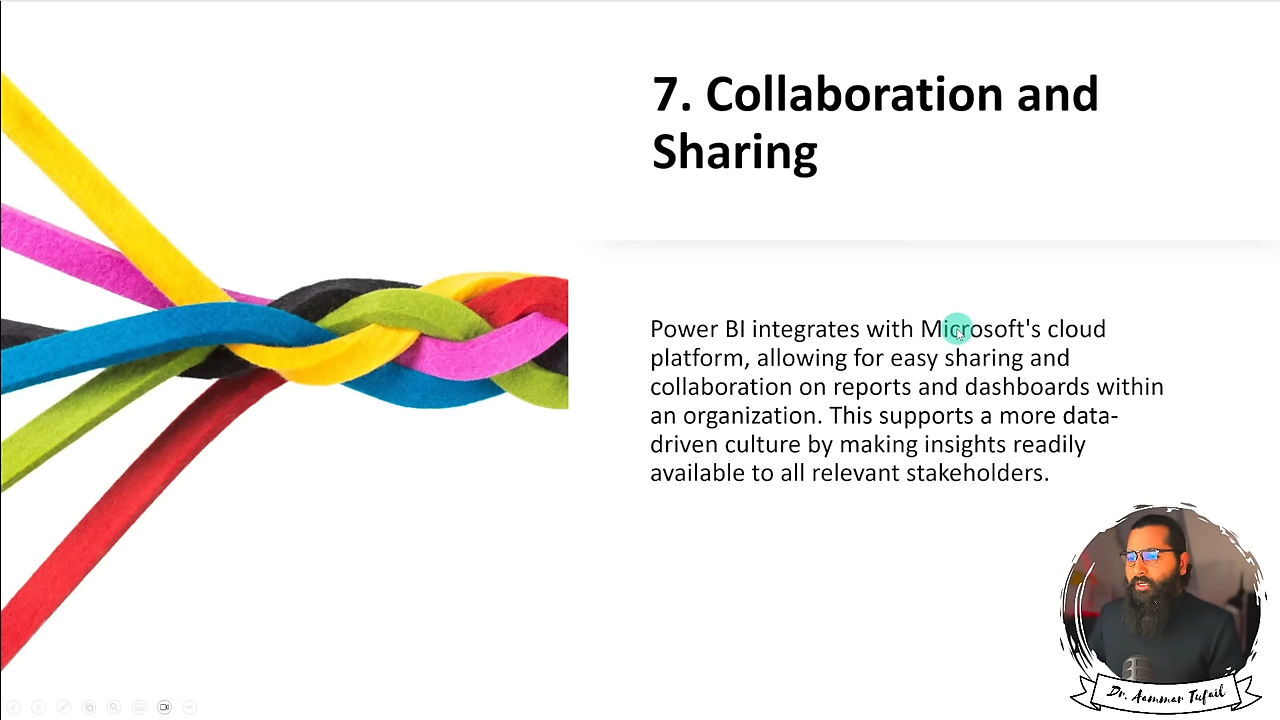 7. Collaboration and
Sharing
Power BI integrates with Microsoft's cloud
platform, allowing for easy sharing and
collaboration on reports and dashboards within
an organization. This supports a more data-
driven culture by making insights readily
available to all relevant stakeholders.
Dr. Aammar Tufail